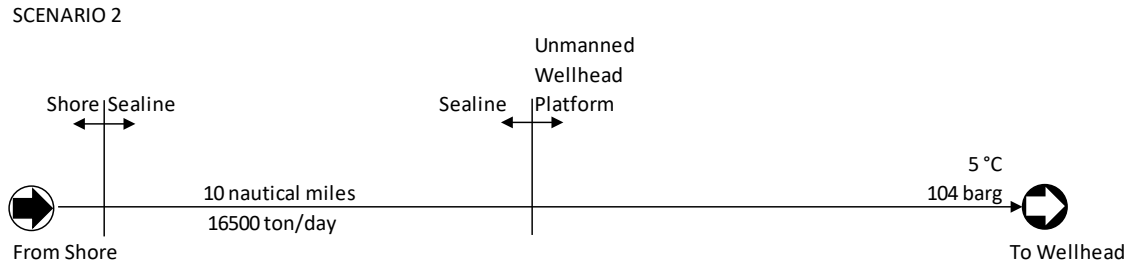 SCENARIO 2
Unmanned
Wellhead
Platform
Shore Sealine
Sealine
5 °C
104 barg
10 nautical miles
16500 ton/day
From Shore
To Wellhead